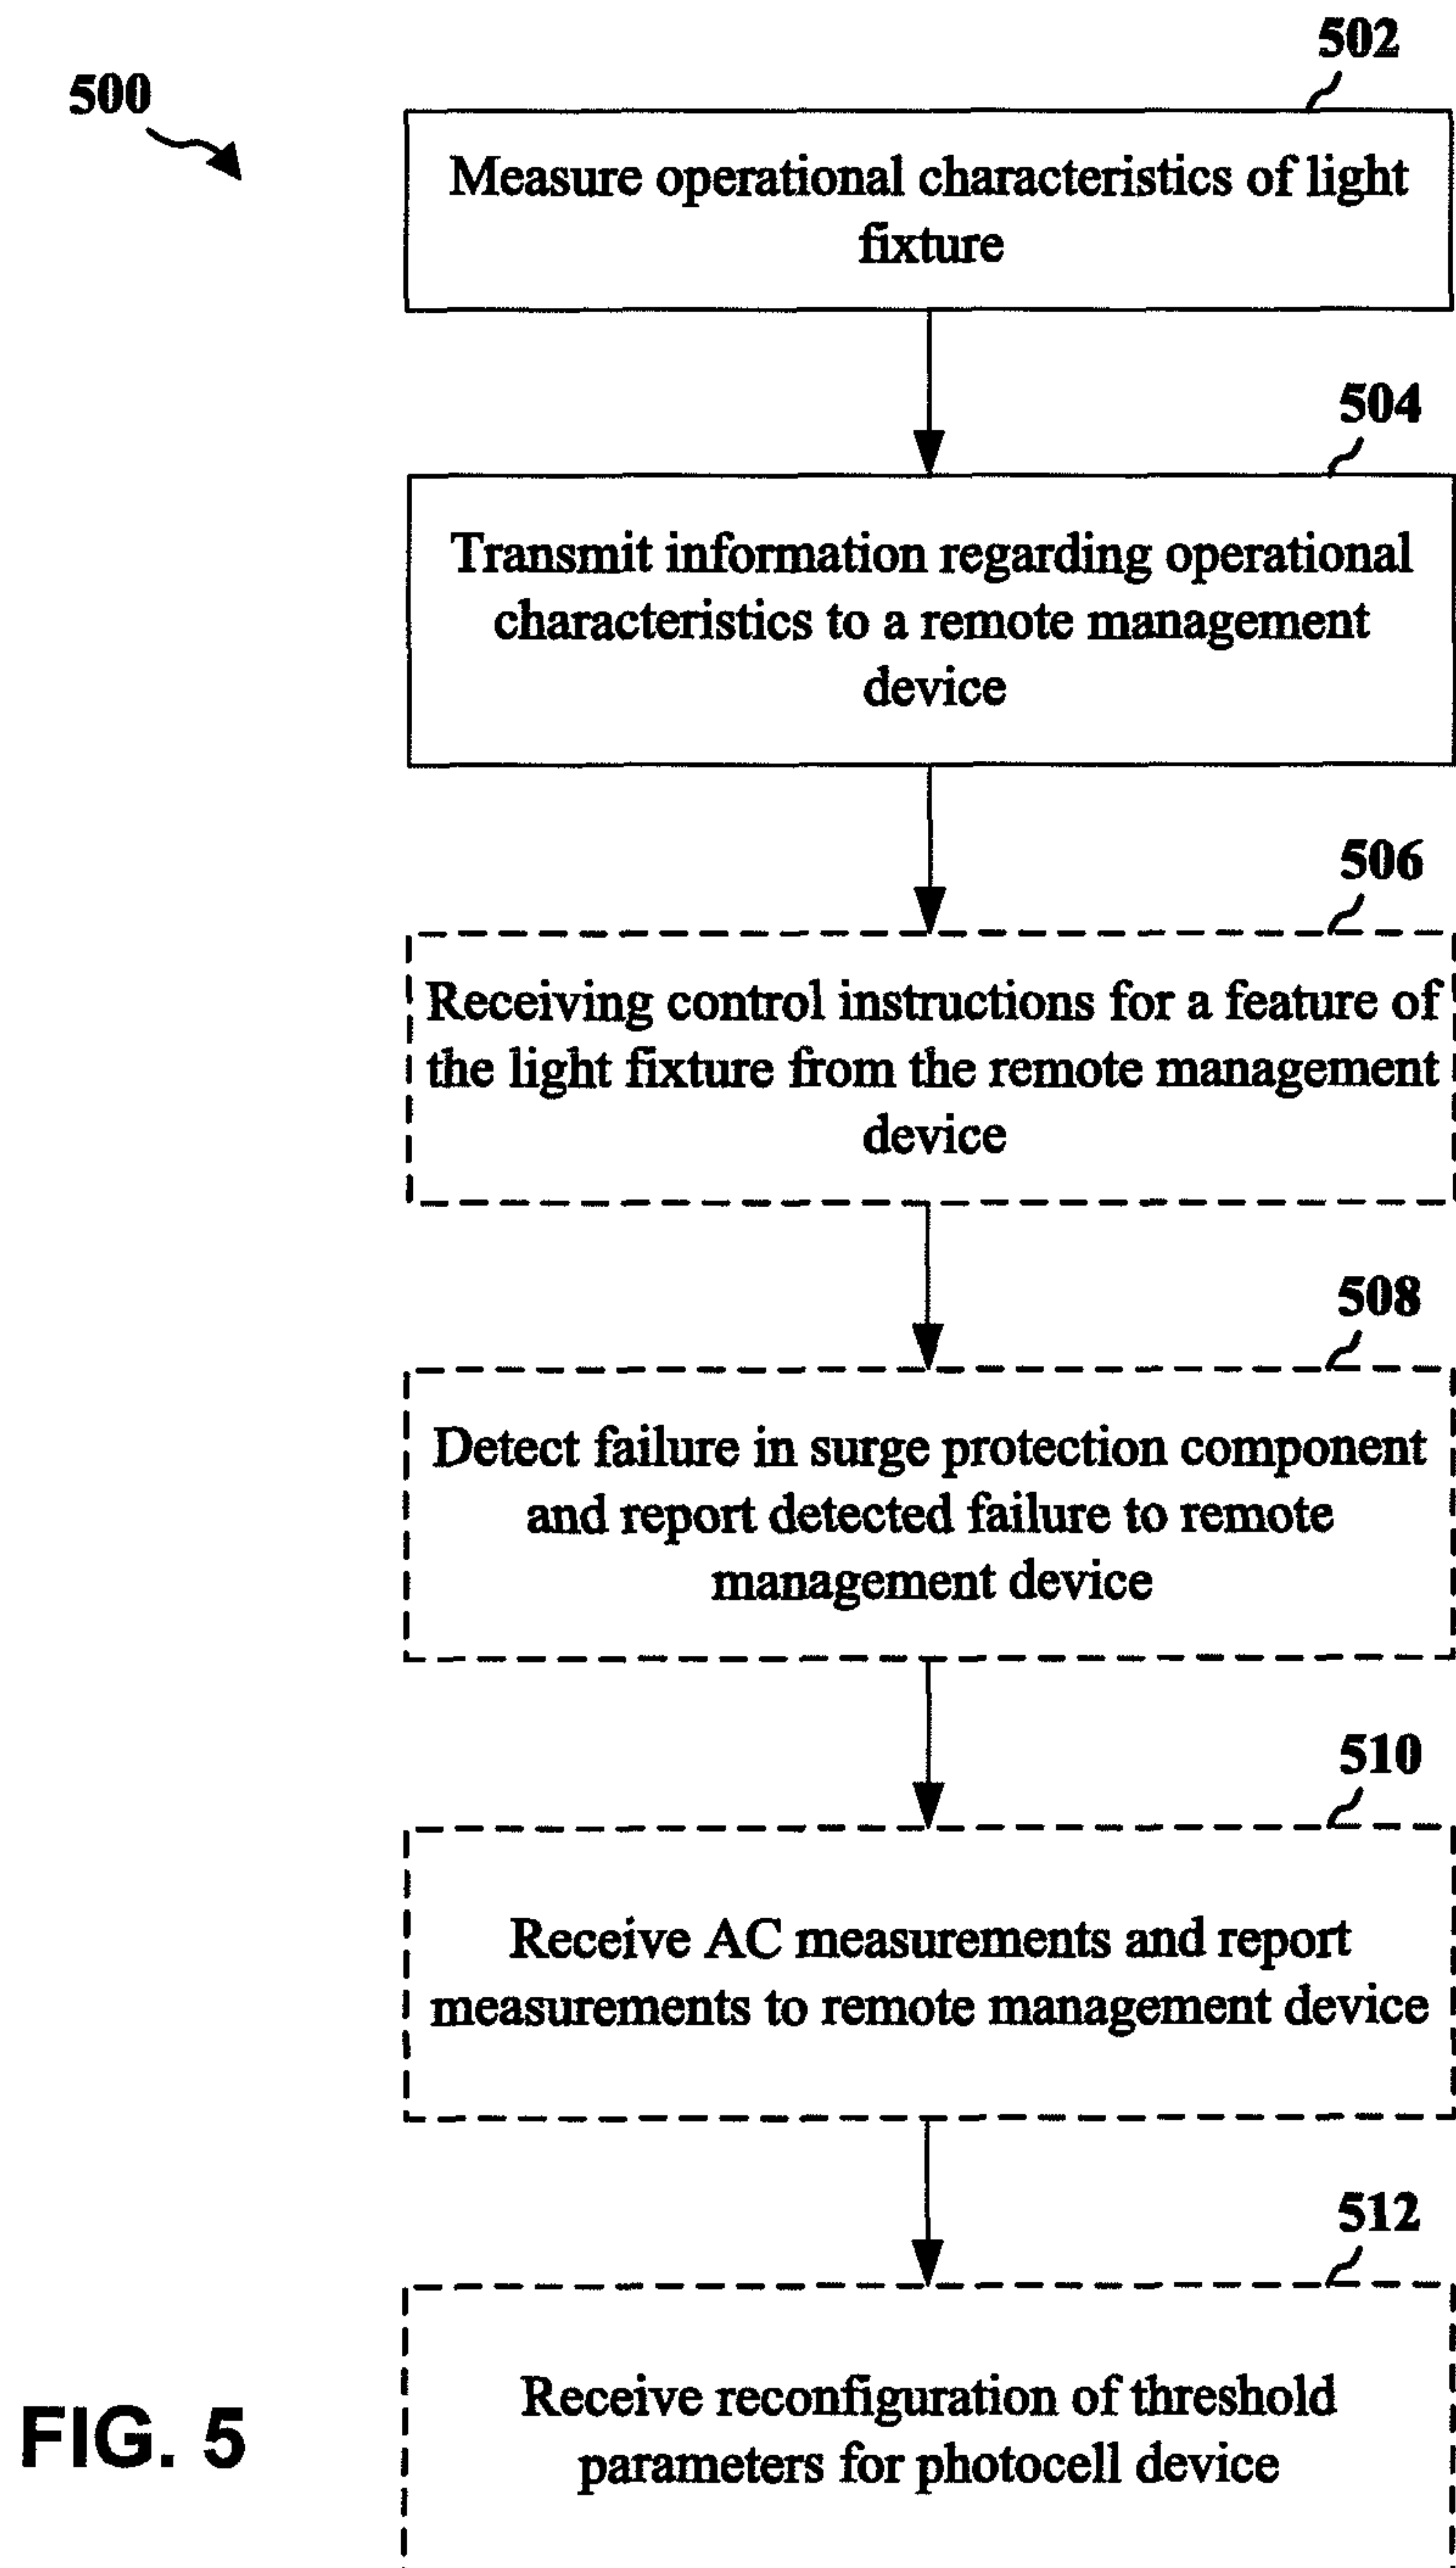 500
502
Measure operational characteristics of light
fixture
504
Transmit information regarding operational
characteristics to a remote management
device
506
Receiving control instructions for a feature of
the light fixture from the remote management
device
508
Detect failure in surge protection component
and report detected failure to remote
management device
510
Receive AC measurements and report
measurements to remote management device
512
Receive reconfiguration of threshold
parameters for photocell device
FIG. 5